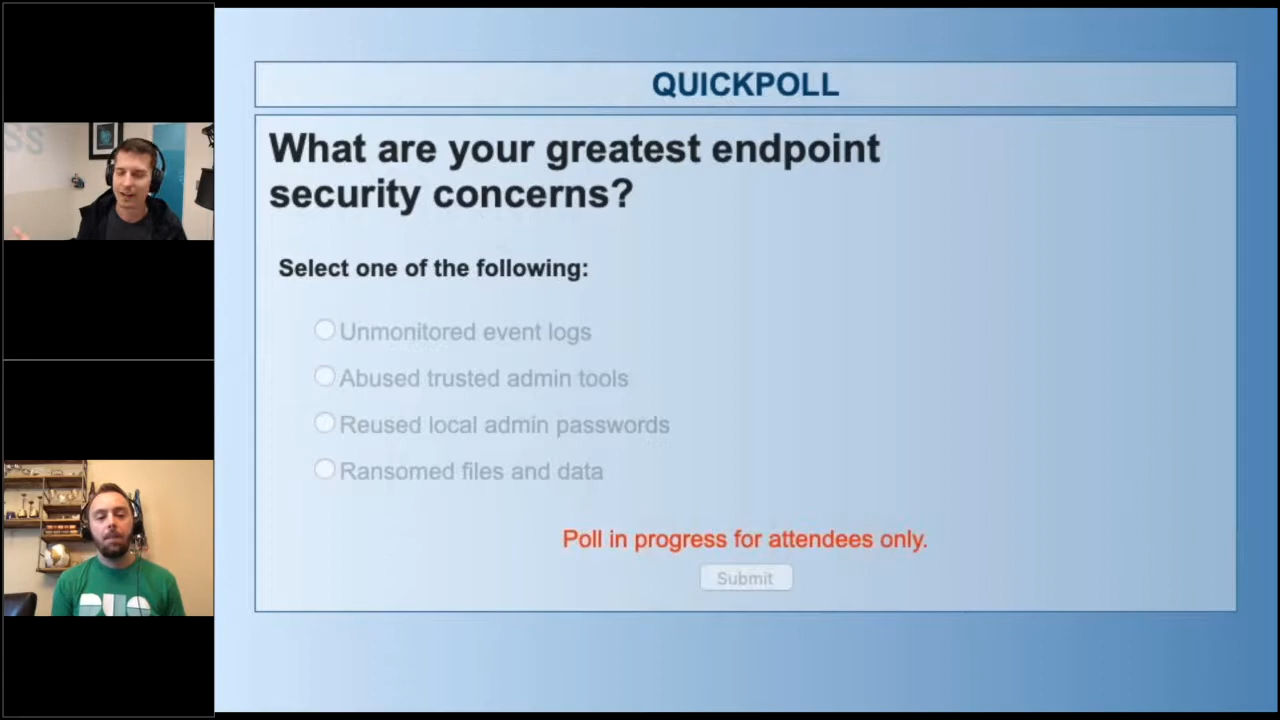 QUICKPOLL
What are your greatest endpoint
security concerns?
Select one of the following:
Unmonitored event logs
Abused trusted admin tools
Reused local admin passwords
Ransomed files and data
Poll in progress for attendees only.
Submit